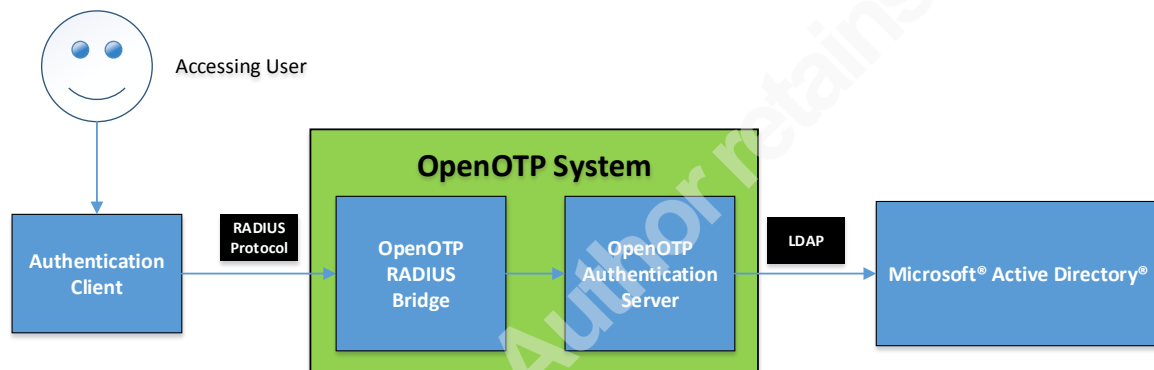 Accessing User
OpenOTP System
RADIUS
Protocol
Authentication
Client
OpenOTP
RADIUS
Bridge
OpenOTP
Authentication
Server
LDAP
Microsoft® Active Directory®
Author retains